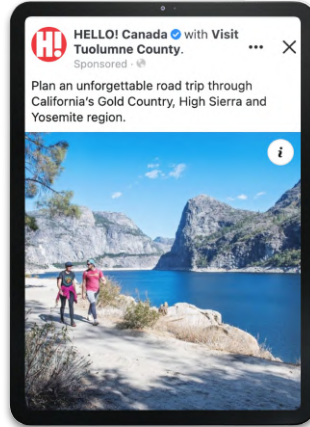 H!
HELLO! Canada with Visit
Tuolumne County.
Sponsored ·
Plan an unforgettable road trip through
California's Gold Country, High Sierra and
Yosemite region.
i